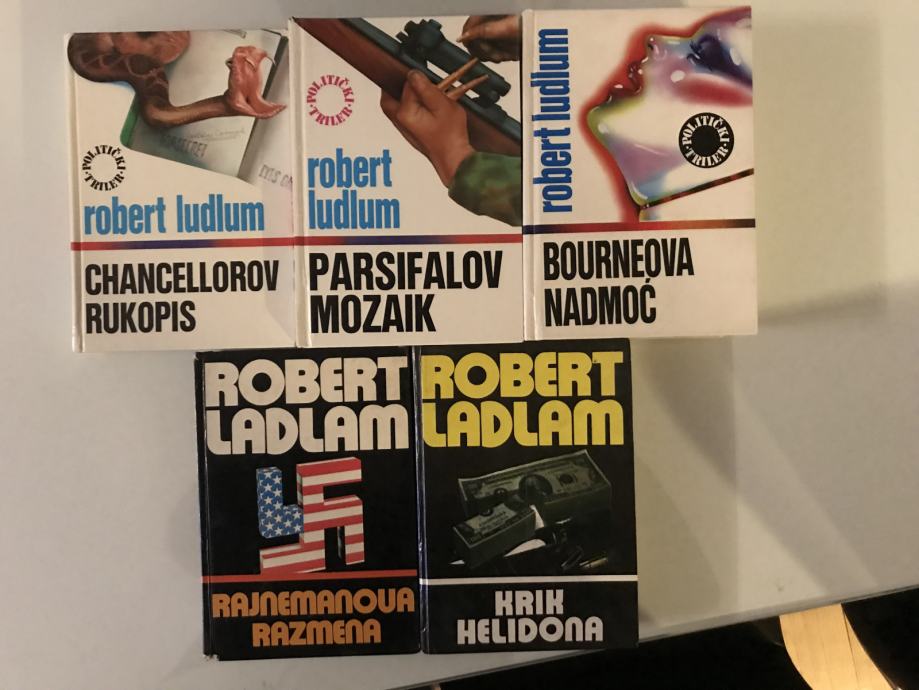 POLITIČKI
TRILER
robert ludlum
CHANCELLOROV
RUKOPIS
POLITIČKI
TRILER
robert
ludlum
PARSIFALOV
MOZAIK
robert ludlum
POLITIČKI
TRILER
BOURNEOVA
NADMOĆ
ROBERT
LADLAM
RAJNEMANOVA
RAZMENA
ROBERT
LADLAM
KRIK
HELIDONA